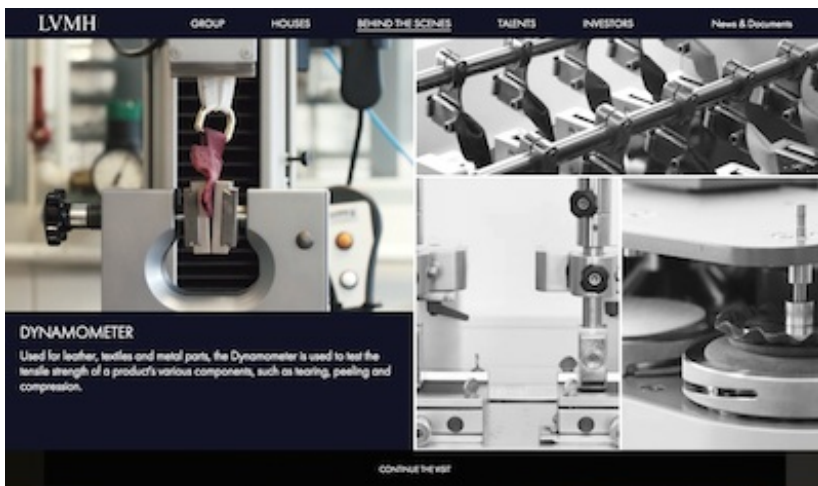 LVMH
GROUP
HOUSES
BEHIND THE SCENES
TALENTS
INVESTORS
News & Documents
DYNAMOMETER
Used for leather, textiles and metal parts, the Dynamometer is used to test the
tensile strength of a product's various components, such as tearing, peeling and
compression.
CONTINUE THE VISIT